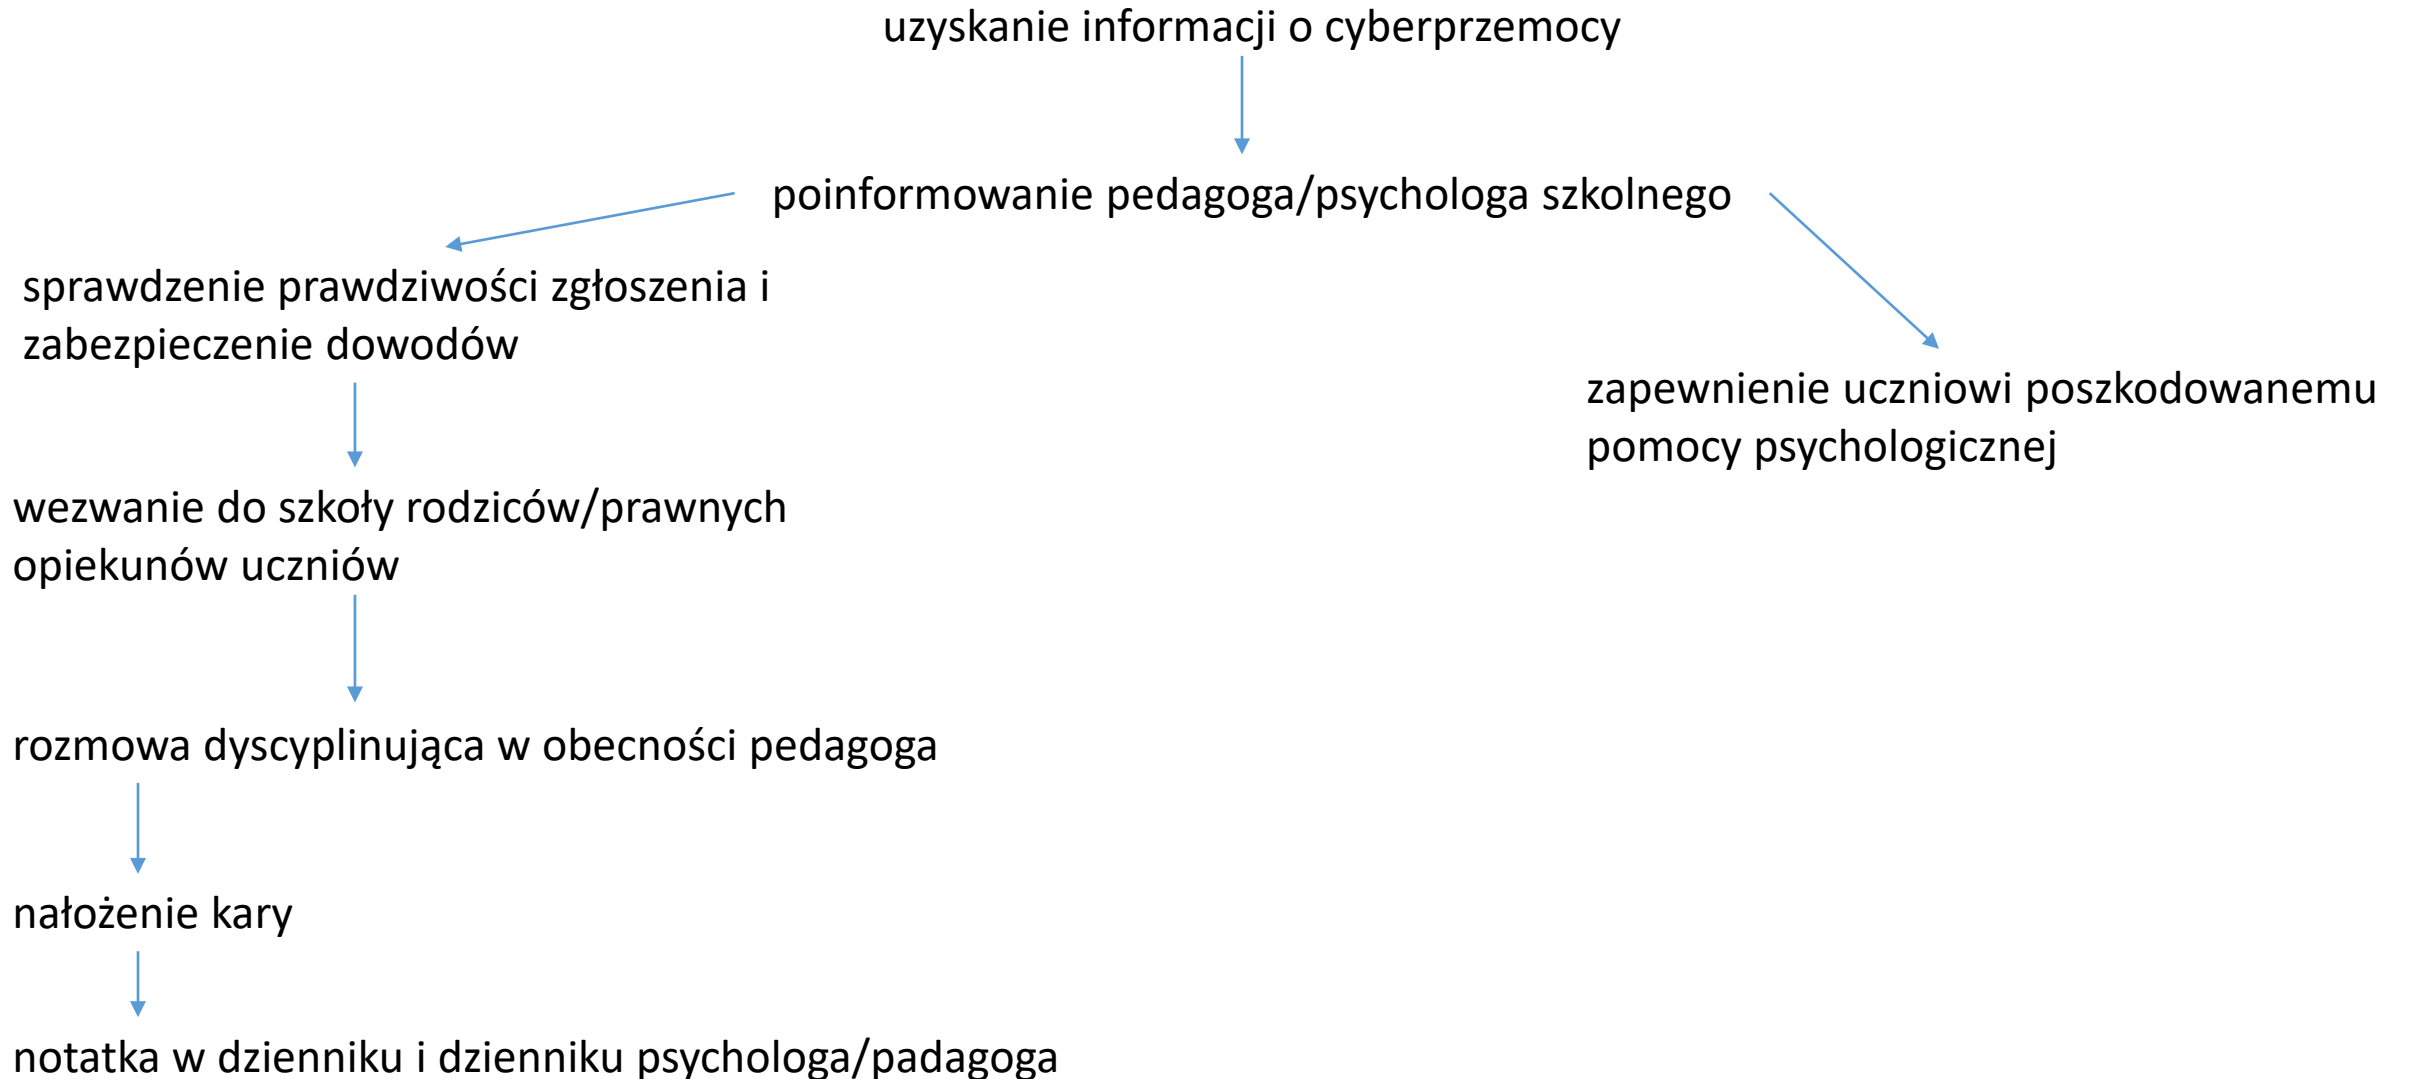 uzyskanie informacji o cyberprzemocy
poinformowanie pedagoga/psychologa szkolnego
sprawdzenie prawdziwości zgłoszenia i
zabezpieczenie dowodów
zapewnienie uczniowi poszkodowanemu
pomocy psychologicznej
wezwanie do szkoły rodziców/prawnych
opiekunów uczniów
rozmowa dyscyplinująca w obecności pedagoga
nałożenie kary
notatka w dzienniku i dzienniku psychologa/padagoga